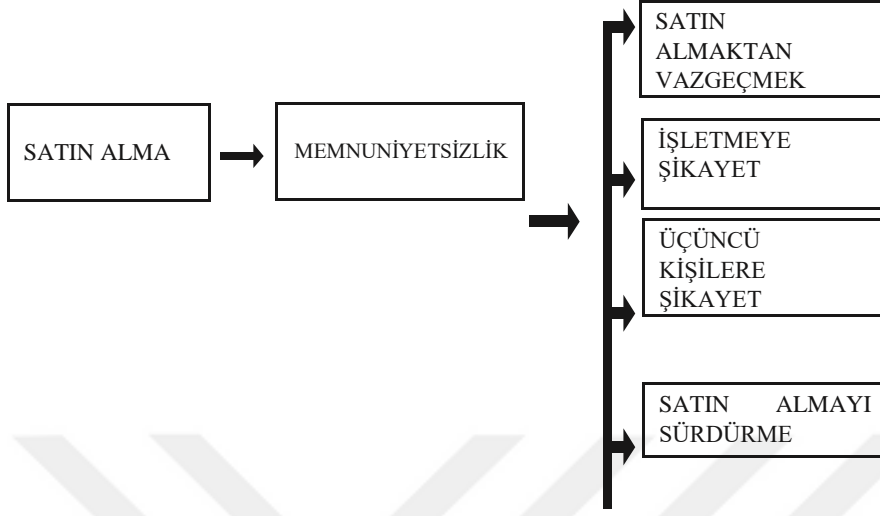 SATIN ALMA
MEMNUNİYETSİZLİK
SATIN
ALMAKTAN
VAZGEÇMEK
İŞLETMEYE
ŞİKAYET
ÜÇÜNCÜ
KİŞİLERE
ŞİKAYET
SATIN ALMAYI
SÜRDÜRME